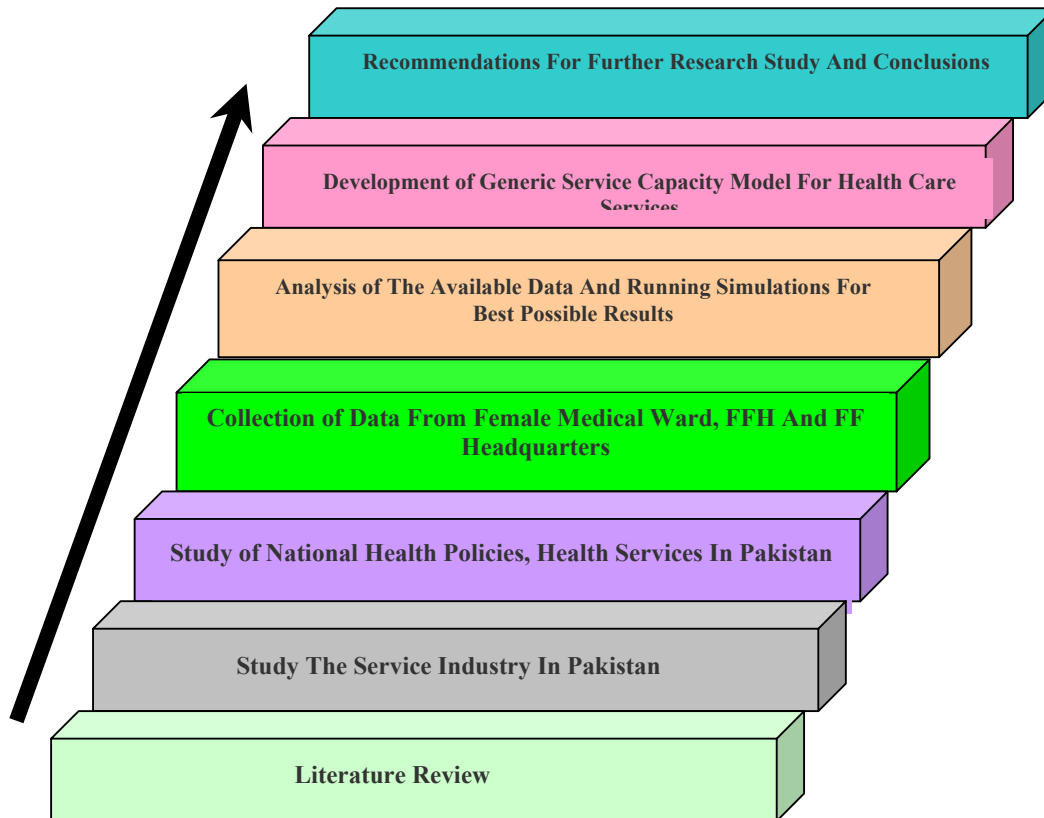 Recommendations For Further Research Study And Conclusions
Development of Generic Service Capacity Model For Health Care
Services
Analysis of The Available Data And Running Simulations For
Best Possible Results
Collection of Data From Female Medical Ward, FFH And FF
Headquarters
Study of National Health Policies, Health Services In Pakistan
Study The Service Industry In Pakistan
Literature Review